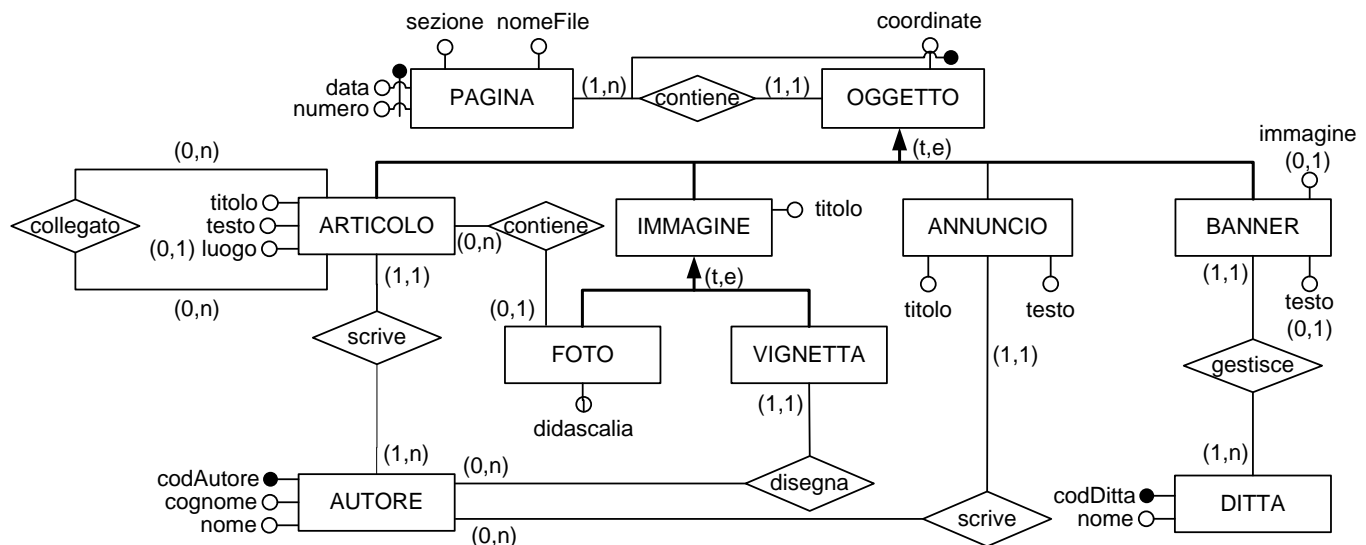 sezione nomeFile coordinate
data
numero
PAGINA (1,n) contiene (1,1) OGGETTO
(t,e)
immagine
(0,1)
(0,n)
collegato
titolo
testo
(0,1) luogo
ARTICOLO
(0,n)
contiene
IMMAGINE
titolo
ANNUNCIO
BANNER
(0,n)
(1,1)
(t,e)
titolo
testo
(1,1)
testo
(0,1)
scrive
(0,1)
FOTO
VIGNETTA
(1,1)
gestisce
didascalia
(1,1)
(1,n)
(0,n)
disegna
(1,n)
codAutore
cognome
nome
AUTORE
(0,n)
scrive
codDitta
nome
DITTA